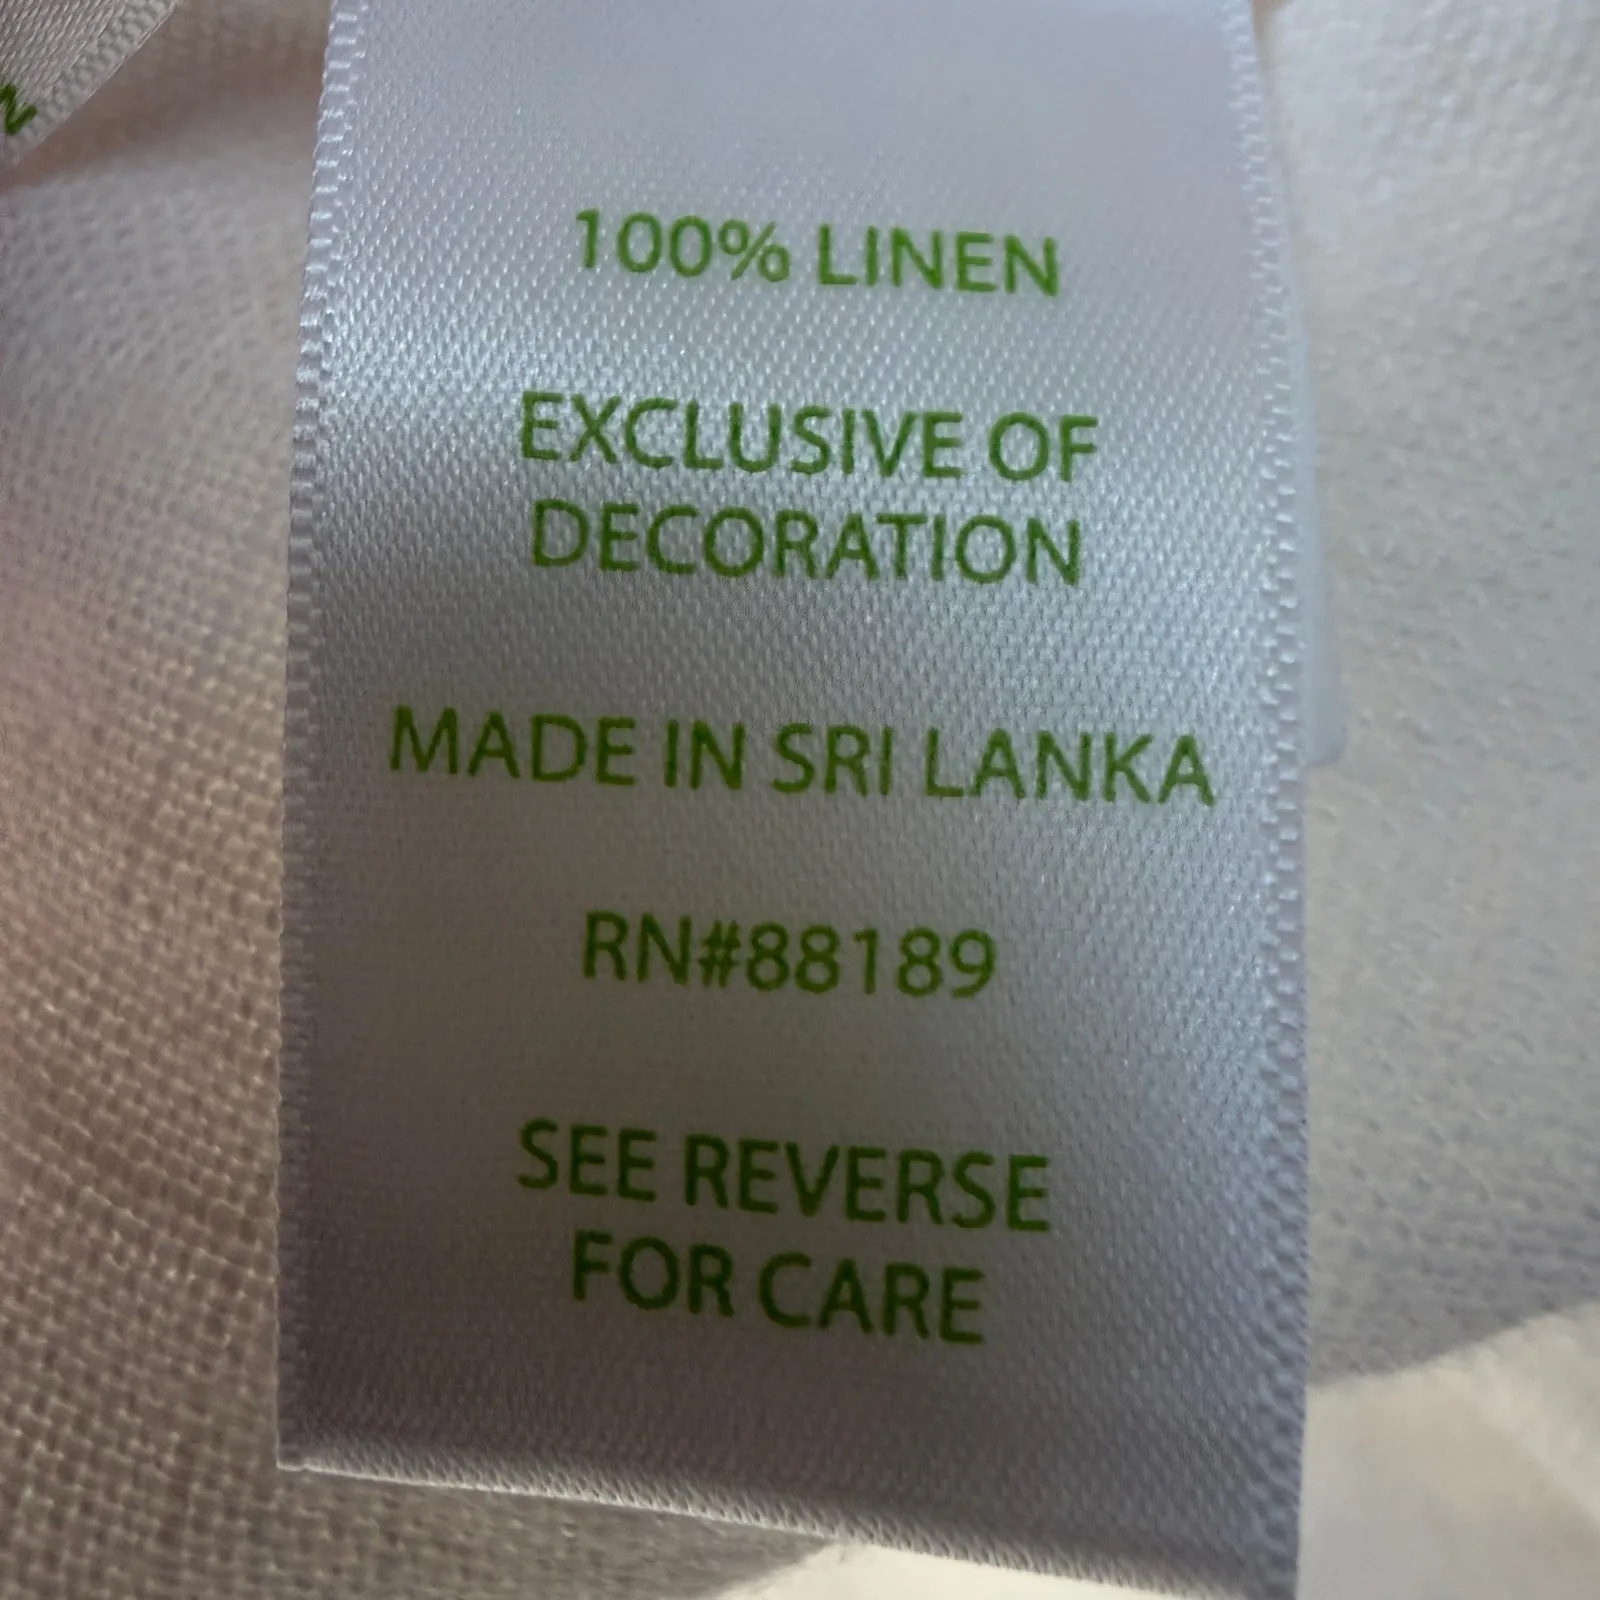 100% LINEN
EXCLUSIVE OF
DECORATION
MADE IN SRI LANKA
RN#88189
SEE REVERSE
FOR CARE